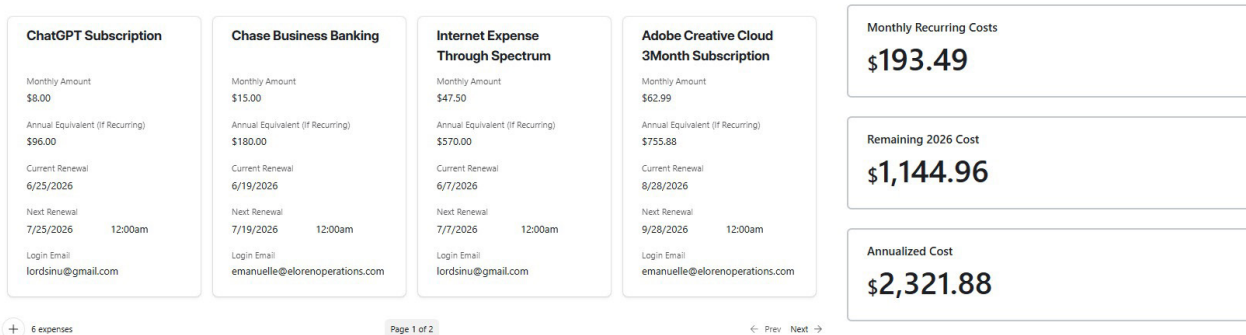 ChatGPT Subscription
Monthly Amount
$8.00
Annual Equivalent (If Recurring)
$96.00
Current Renewal
6/25/2026
Next Renewal
7/25/2026 12:00am
Login Email
lordsinu@gmail.com
Chase Business Banking
Monthly Amount
$15.00
Annual Equivalent (If Recurring)
$180.00
Current Renewal
6/19/2026
Next Renewal
7/19/2026 12:00am
Login Email
emanuelle@elorenoperations.com
Internet Expense
Through Spectrum
Monthly Amount
$47.50
Annual Equivalent (If Recurring)
$570.00
Current Renewal
6/7/2026
Next Renewal
7/7/2026 12:00am
Login Email
lordsinu@gmail.com
Adobe Creative Cloud
3Month Subscription
Monthly Amount
$62.99
Annual Equivalent (If Recurring)
$755.88
Current Renewal
8/28/2026
Next Renewal
9/28/2026 12:00am
Login Email
emanuelle@elorenoperations.com
6 expenses
Page 1 of 2
← Prev Next →
Monthly Recurring Costs
$193.49
Remaining 2026 Cost
$1,144.96
Annualized Cost
$2,321.88